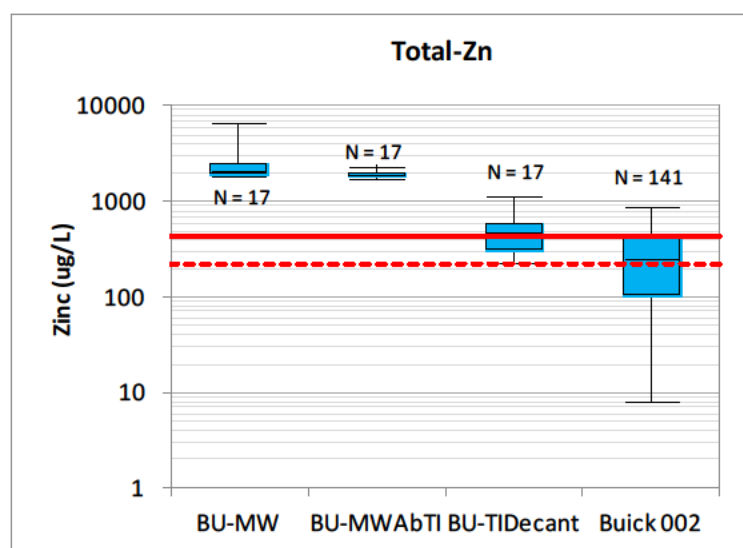 Total-Zn
Zinc (ug/L)
10000
1000
100
10
1
N = 17
N = 17
N = 17
N = 141
BU-MW
BU-MWAbTI
BU-TIDecant
Buick 002